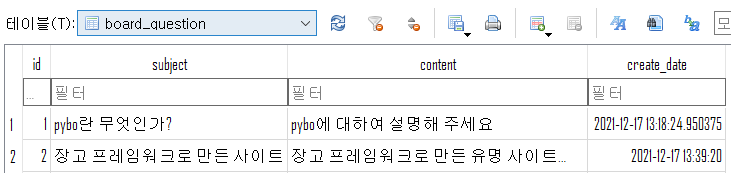 테이블(T): board_question 모
id subject content create_date
... 필터 필터 필터
1 1 pybo란 무엇인가? pybo에 대하여 설명해 주세요 2021-12-17 13:18:24.950375
2 2 장고 프레임워크로 만든 사이트 장고 프레임워크로 만든 유명 사이트... 2021-12-17 13:39:20